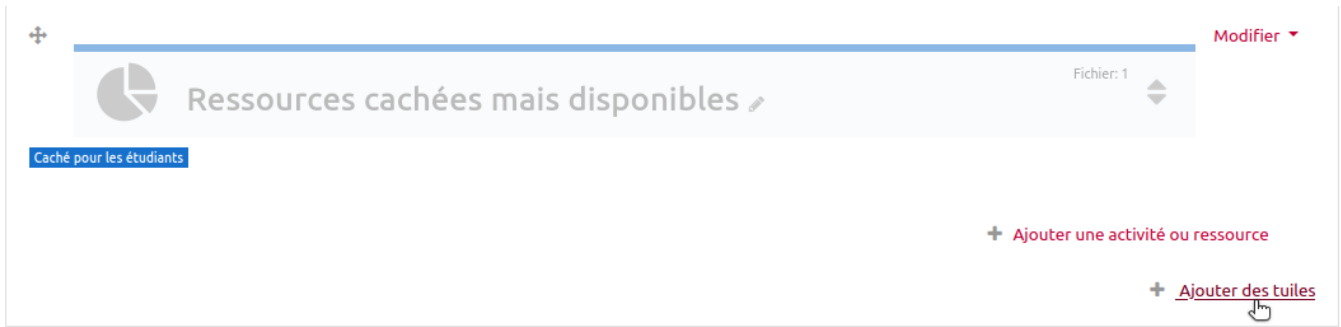 Modifier
Fichier: 1
Ressources cachées mais disponibles
Caché pour les étudiants
Ajouter une activité ou ressource
Ajouter des tuiles